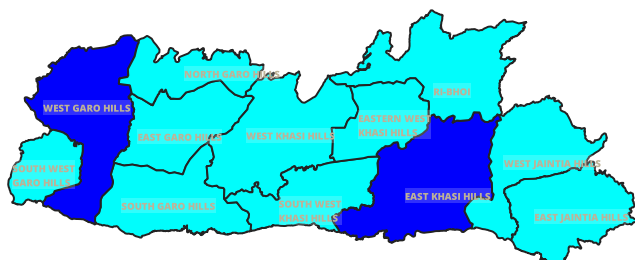 NORTH GARO HILLS
RI-BHOI
WEST GARO HILLS
EASTERN WEST
KHASI HILLS
EAST GARO HILLS
WEST KHASI HILLS
WEST JAINTIA HILLS
SOUTH WEST
GARO HILLS
EAST KHASI HILLS
SOUTH GARO HILLS
SOUTH WEST
KHASI HILLS
EAST JAINTIA HILLS